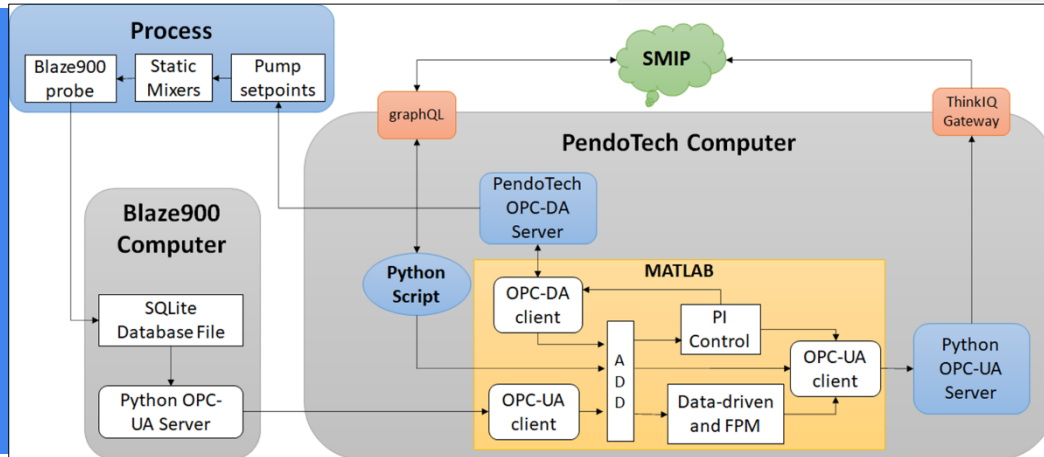 Process
Blaze900
probe
Static
Mixers
Pump
setpoints
SMIP
graphQL
ThinkIQ
Gateway
PendoTech Computer
PendoTech
OPC-DA
Server
Blaze900
Computer
Python
Script
MATLAB
OPC-DA
client
PI
Control
SQLite
Database File
A
D
D
OPC-UA
client
Python
OPC-UA
Server
Python OPC-
UA Server
OPC-UA
client
Data-driven
and FPM